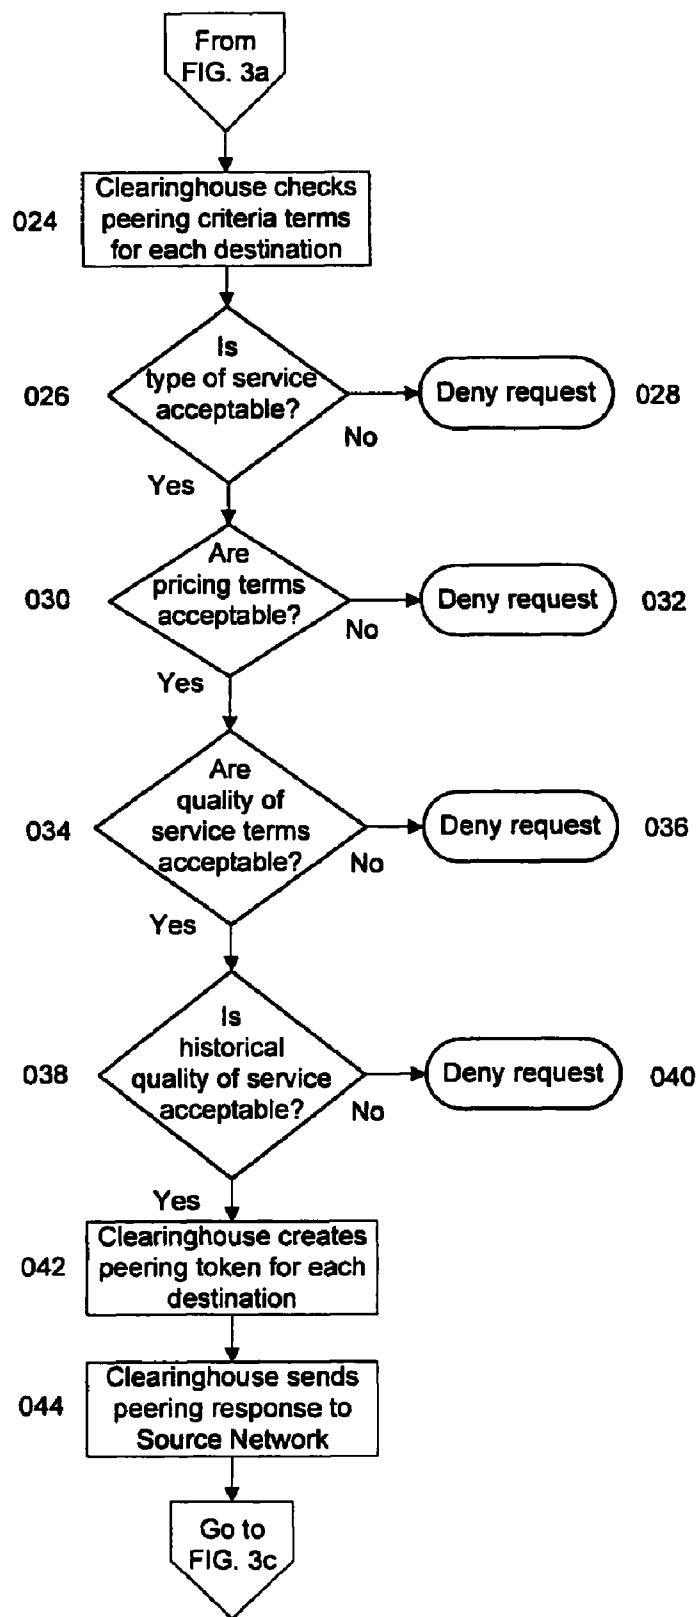 From
FIG. 3a
024
Clearinghouse checks
peering criteria terms
for each destination
026
Is
type of service
acceptable?
No
Deny request
028
Yes
030
Are
pricing terms
acceptable?
No
Deny request
032
Yes
034
Are
quality of
service terms
acceptable?
No
Deny request
036
Yes
038
Is
historical
quality of service
acceptable?
No
Deny request
040
Yes
042
Clearinghouse creates
peering token for each
destination
044
Clearinghouse sends
peering response to
Source Network
Go to
FIG. 3c